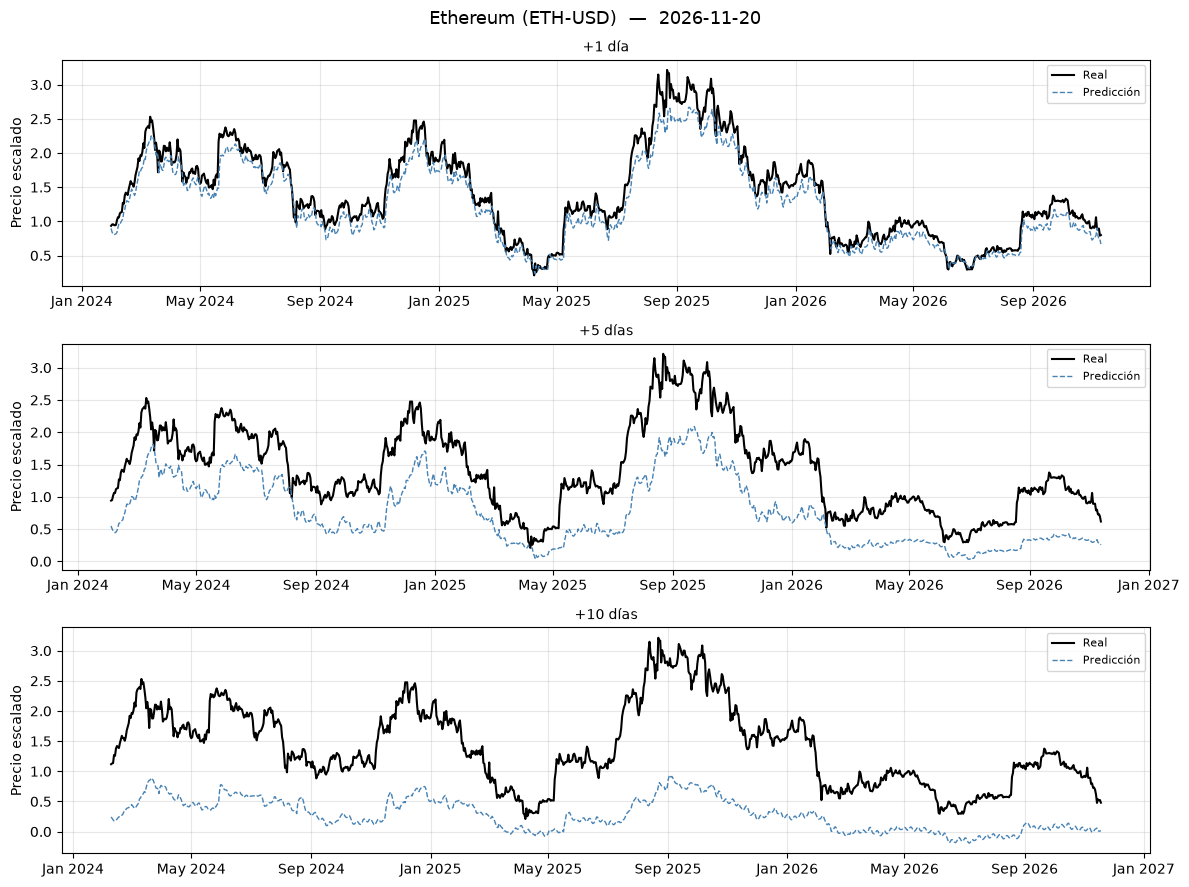 Ethereum (ETH-USD) — 2026-11-20
+1 día
Precio escalado
3.0
2.5
2.0
1.5
1.0
0.5
Real
Predicción
Jan 2024 May 2024 Sep 2024 Jan 2025 May 2025 Sep 2025 Jan 2026 May 2026 Sep 2026
+5 días
Precio escalado
3.0
2.5
2.0
1.5
1.0
0.5
0.0
Real
Predicción
Jan 2024 May 2024 Sep 2024 Jan 2025 May 2025 Sep 2025 Jan 2026 May 2026 Sep 2026 Jan 2027
+10 días
Precio escalado
3.0
2.5
2.0
1.5
1.0
0.5
0.0
Real
Predicción
Jan 2024 May 2024 Sep 2024 Jan 2025 May 2025 Sep 2025 Jan 2026 May 2026 Sep 2026 Jan 2027